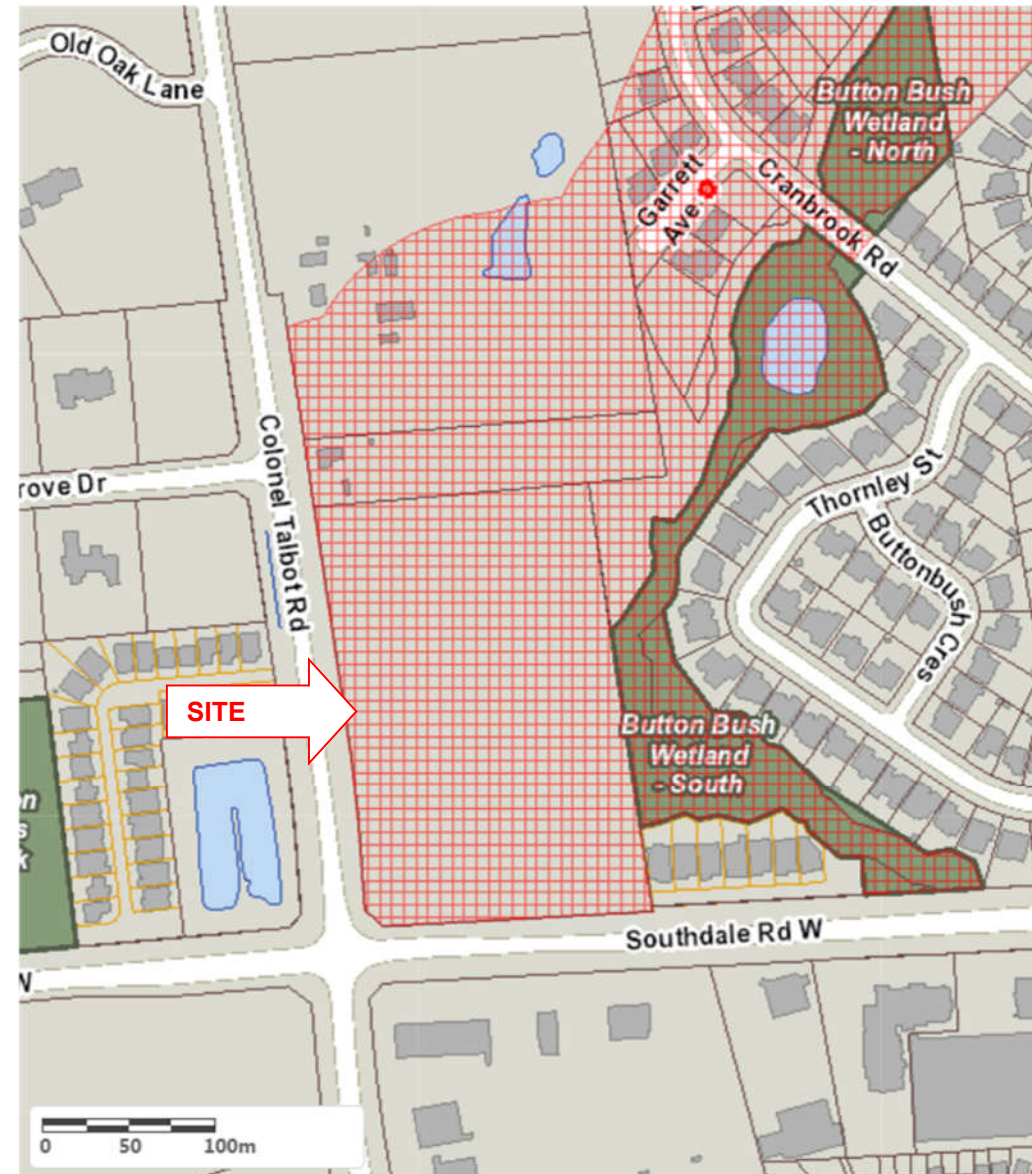 Old Oak Lane
Button Bush
Wetland
- North
Garrett
Ave
Cranbrook Rd
Colonel Talbot Rd
rove Dr
Thornley St
Buttonbush
Cres
SITE
Button Bush
Wetland
- South
n
s
k
Southdale Rd W
W
0 50 100m